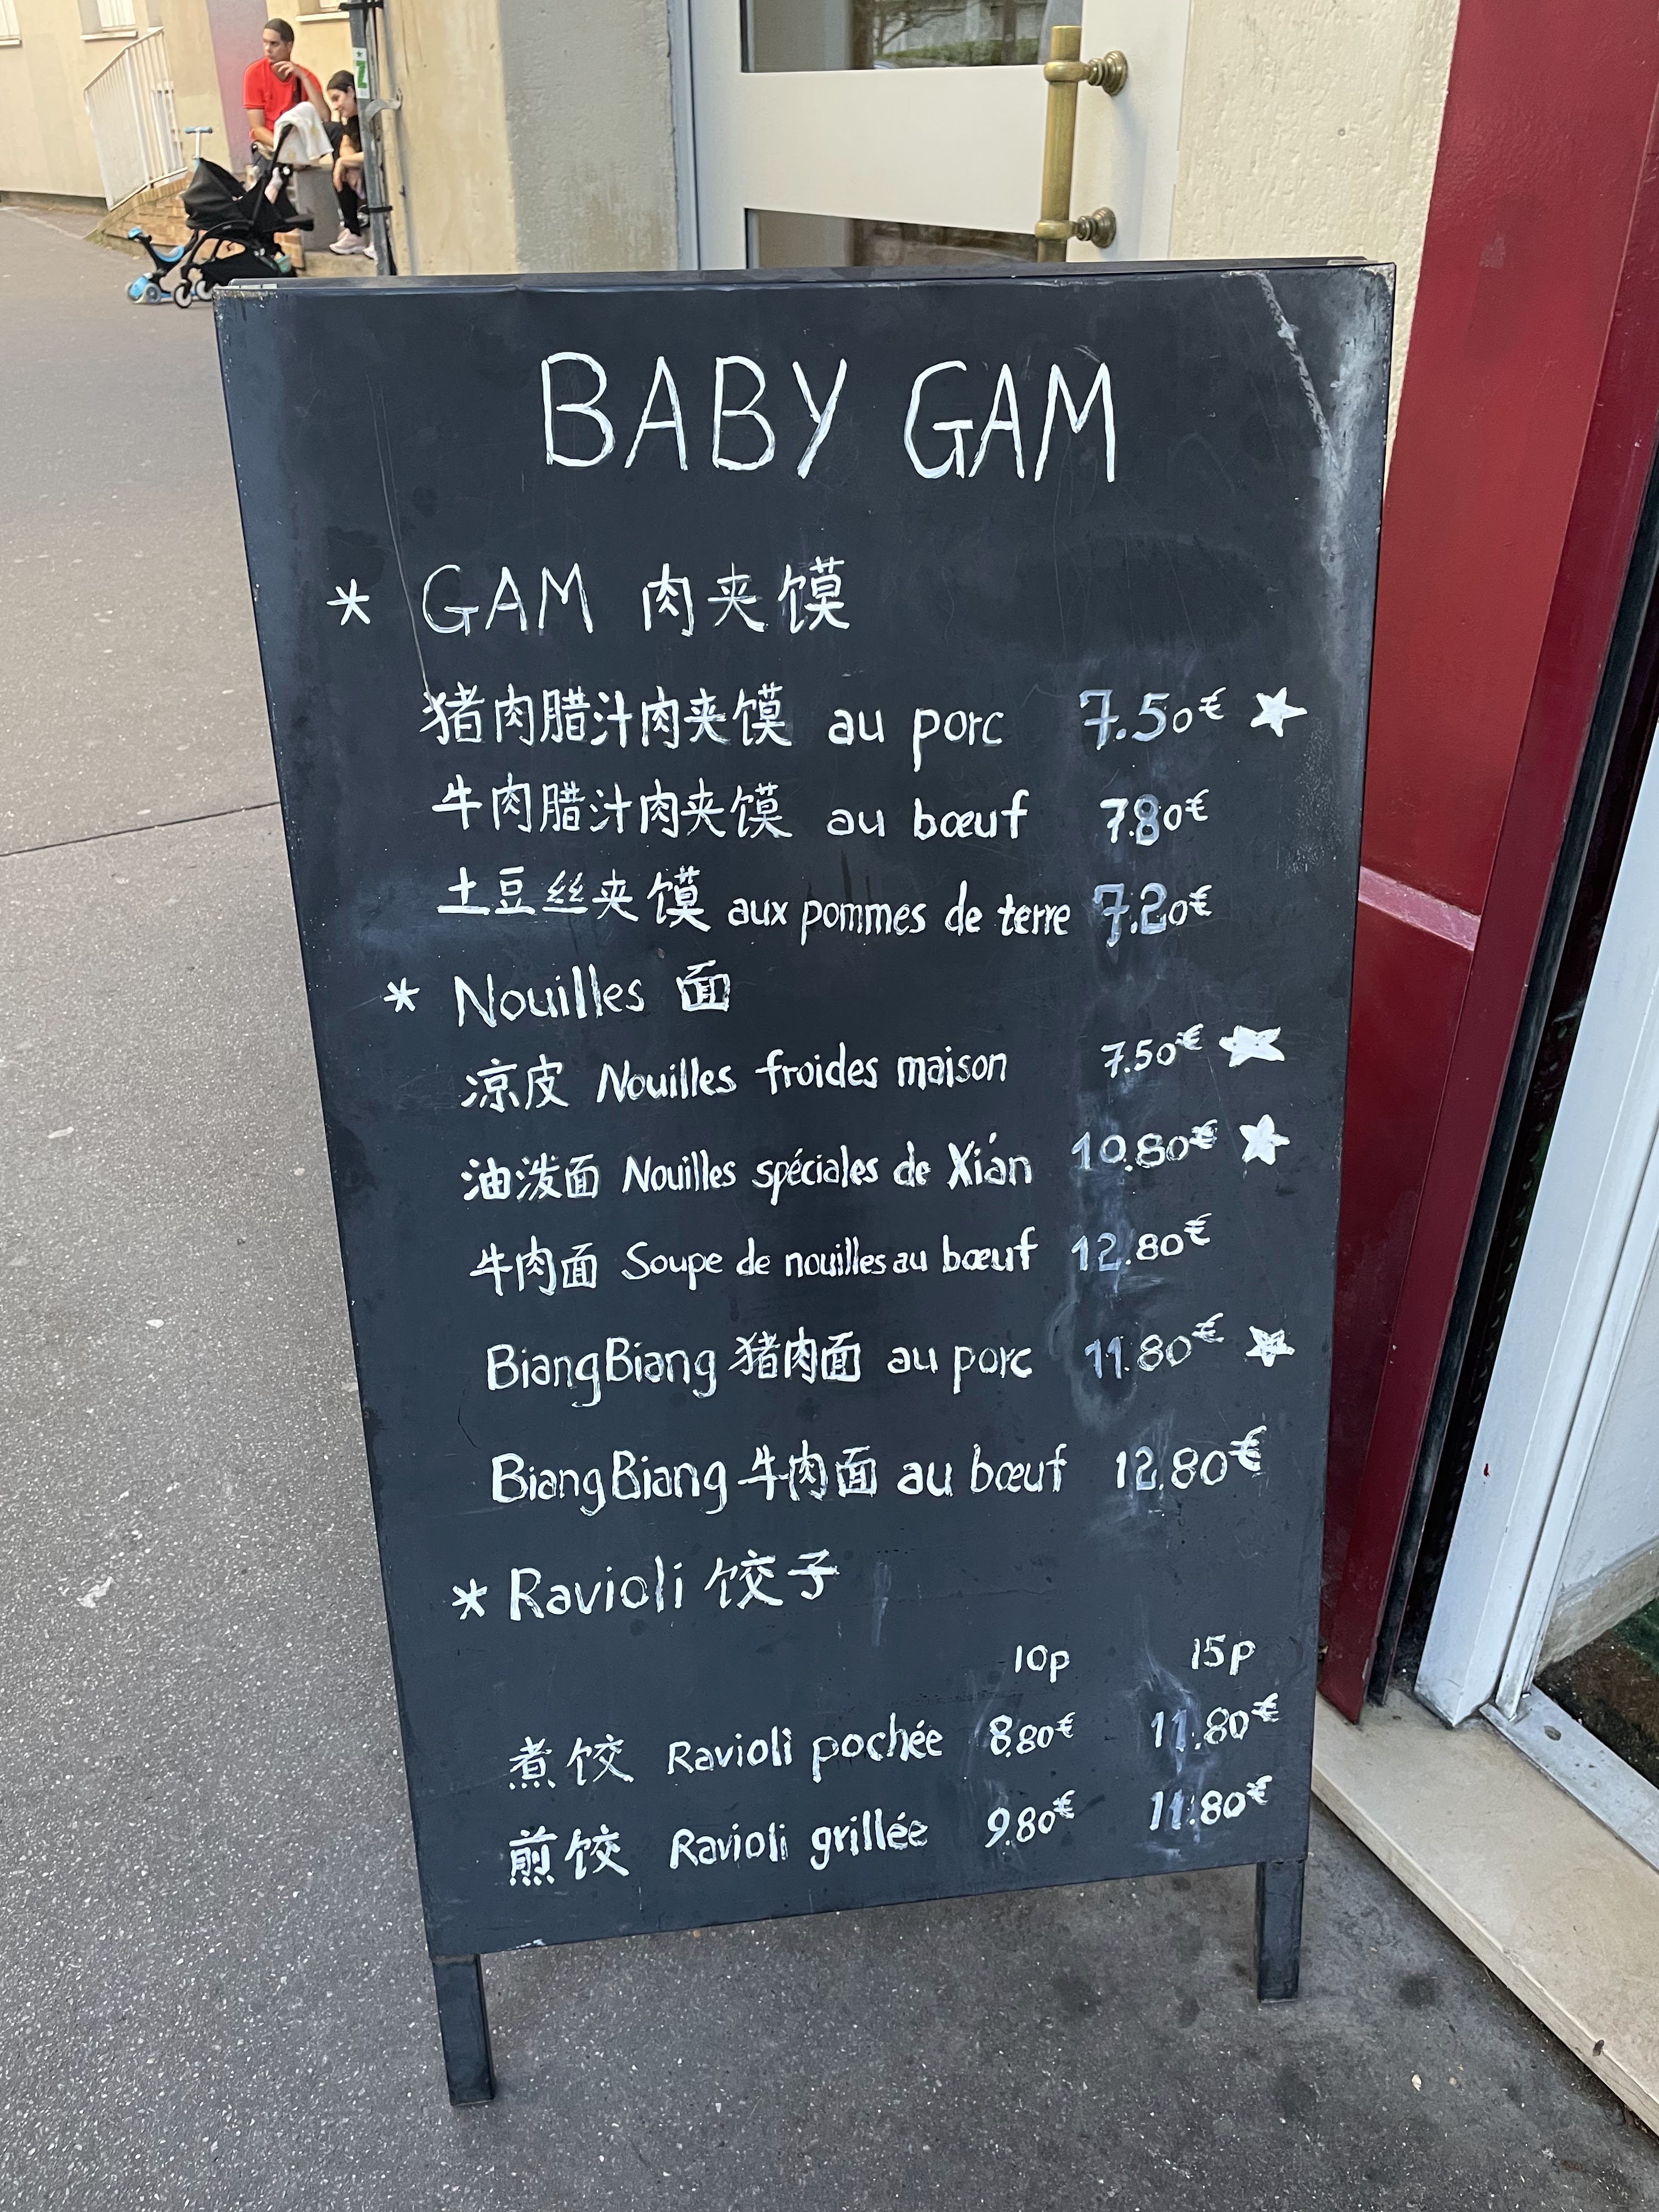 BABY GAM
* GAM 肉夹馍
猪肉腊汁肉夹馍 au porc 7.50€ ★
牛肉腊汁肉夹馍 au bœuf 7.80€
土豆丝夹馍 aux pommes de terre 7.20€
* Nouilles 面
凉皮 Nouilles froides maison 7.50€ ★
油泼面 Nouilles spéciales de Xi'an 10.80€ ★
牛肉面 Soupe de nouilles au bœuf 12.80€
BiangBiang 猪肉面 au porc 11.80€ ★
BiangBiang 牛肉面 au bœuf 12.80€
* Ravioli 饺子
10p 15p
煮饺 Ravioli pochée 8.80€ 11.80€
煎饺 Ravioli grillée 9.80€ 11.80€